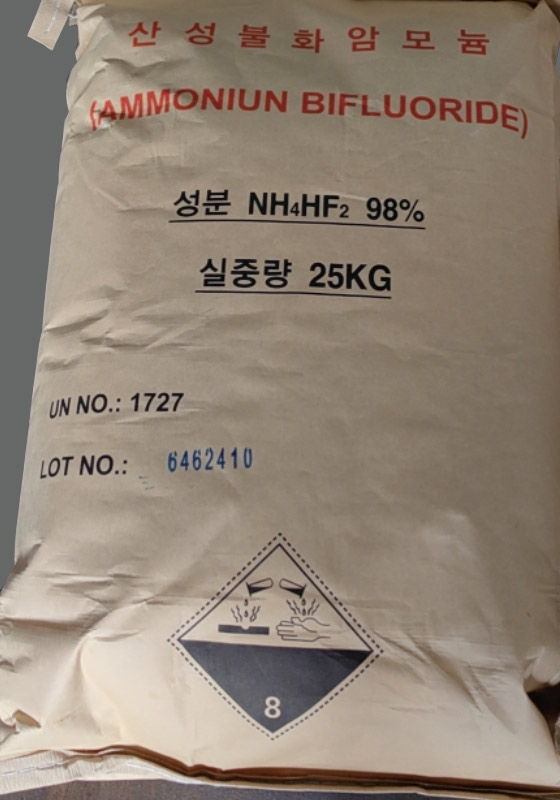 산성불화암모늄
(AMMONIUN BIFLUORIDE)
성분 NH₄HF₂ 98%
실중량 25KG
UN NO.: 1727
LOT NO.: 6462410
8